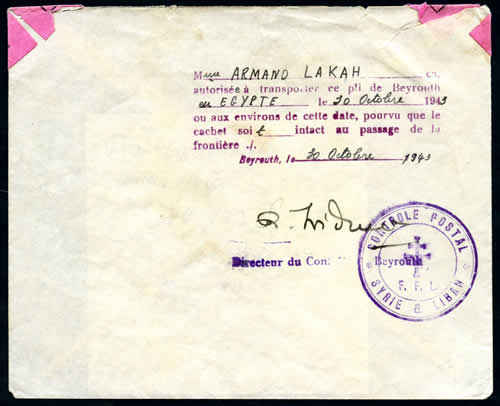 Mme ARMAND LAKAH es
autorisée à transporter ce pli de Beyrouth
en EGYPTE le 30 Octobre 1943
ou aux environs de cette date, pourvu que le
cachet soit intact au passage de la
frontière ./.
Beyrouth, le 30 Octobre 1943
Directeur du Con Beyrouth
CONTROLE POSTAL
F. F. L.
SYRIE & LIBAN